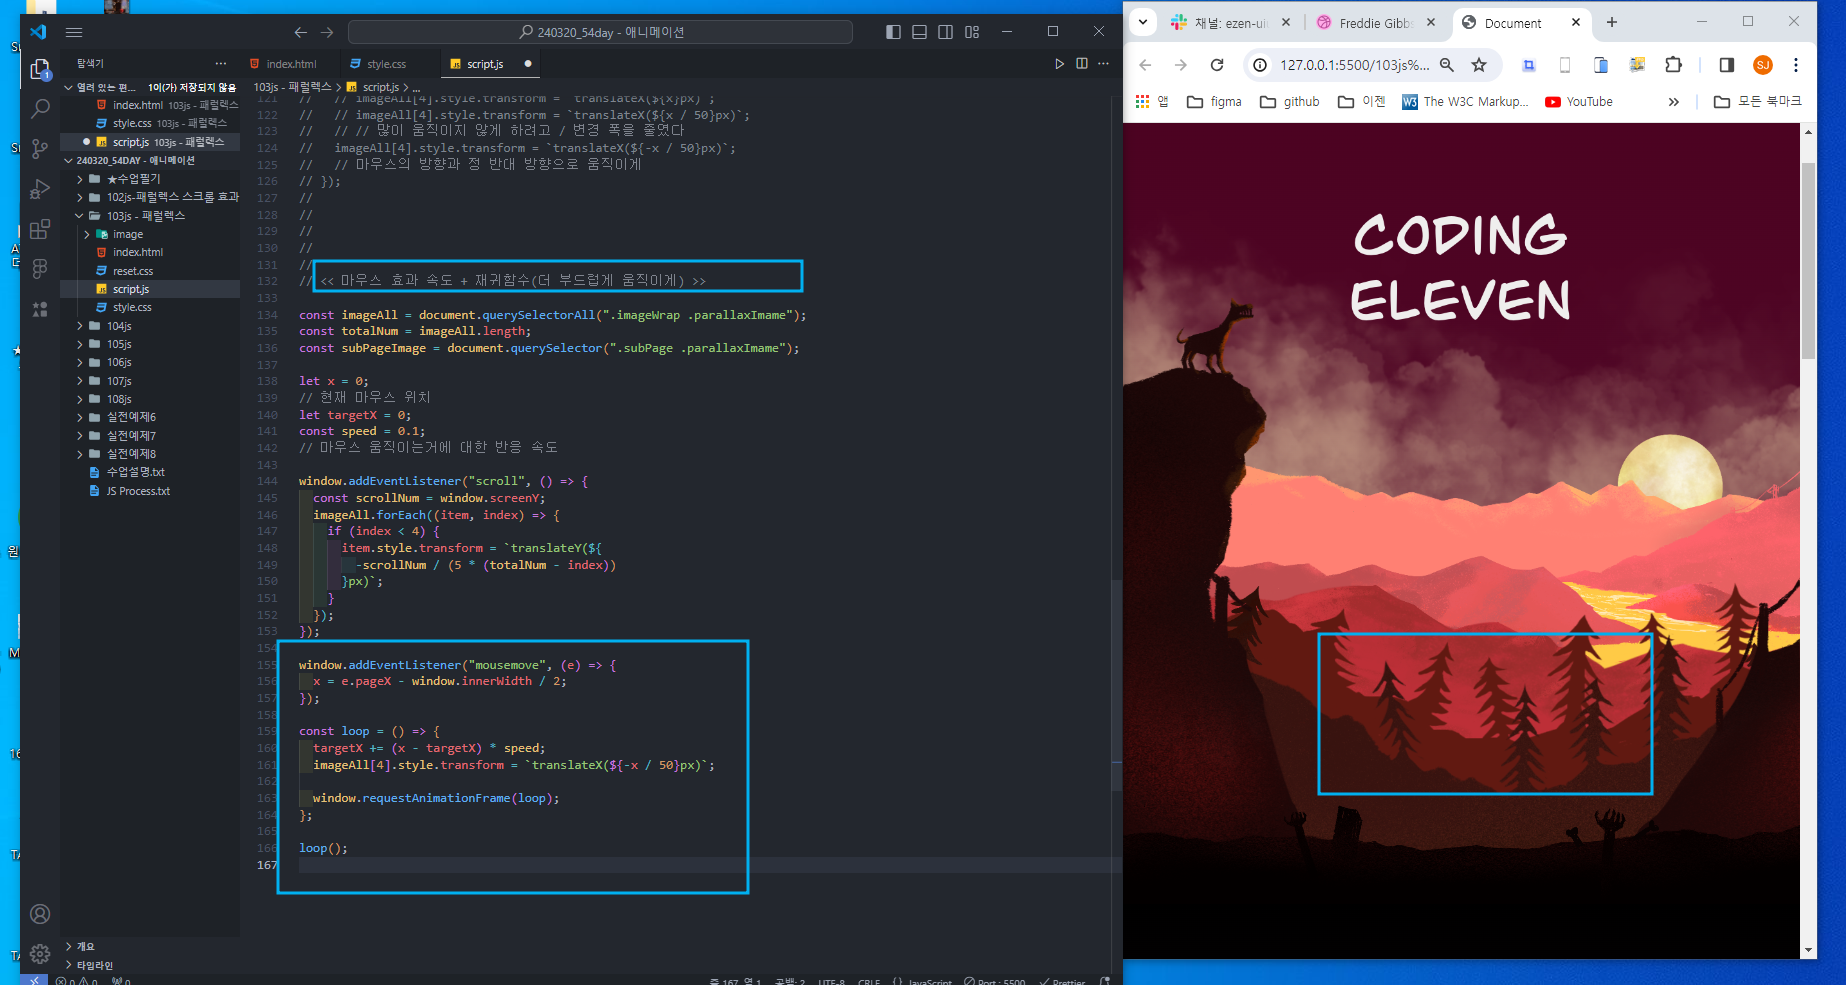 240320_54day - 애니메이션
탐색기
index.html
style.css
script.js
열려 있는 편... 1이(가) 저장되지 않음
index.html 103js - 패럴렉스
style.css 103js - 패럴렉스
script.js 103js - 패럴렉스
240320_54DAY - 애니메이션
★수업필기
102js-패럴렉스 스크롤 효과
103js - 패럴렉스
image
index.html
reset.css
script.js
style.css
104js
105js
106js
107js
108js
실전예제6
실전예제7
실전예제8
수업설명.txt
JS Process.txt
개요
타임라인
103js - 패럴렉스 > script.js > ...
121 // // imageAll[4].style.transform = `translateX(${x}px)`;
122 // // imageAll[4].style.transform = `translateX(${x / 50}px)`;
123 // // // 많이 움직이지 않게 하려고 / 변경 폭을 줄였다
124 // imageAll[4].style.transform = `translateX(${-x / 50}px)`;
125 // // 마우스의 방향과 정 반대 방향으로 움직이게
126 // });
127 //
128 //
129 //
130 //
131 //
132 // << 마우스 효과 속도 + 재귀함수(더 부드럽게 움직이게) >>
133
134 const imageAll = document.querySelectorAll(".imageWrap .parallaxImame");
135 const totalNum = imageAll.length;
136 const subPageImage = document.querySelector(".subPage .parallaxImame");
137
138 let x = 0;
139 // 현재 마우스 위치
140 let targetX = 0;
141 const speed = 0.1;
142 // 마우스 움직이는거에 대한 반응 속도
143
144 window.addEventListener("scroll", () => {
145 const scrollNum = window.screenY;
146 imageAll.forEach((item, index) => {
147 if (index < 4) {
148 item.style.transform = `translateY(${
149 -scrollNum / (5 * (totalNum - index))
150 }px)`;
151 }
152 });
153 });
154
155 window.addEventListener("mousemove", (e) => {
156 x = e.pageX - window.innerWidth / 2;
157 });
158
159 const loop = () => {
160 targetX += (x - targetX) * speed;
161 imageAll[4].style.transform = `translateX(${-x / 50}px)`;
162
163 window.requestAnimationFrame(loop);
164 };
165
166 loop();
167
줄 167, 열 1 공백: 2 UTF-8 CRLF {} JavaScript Port : 5500 Prettier
채널: ezen-ui
Freddie Gibb
Document
127.0.0.1:5500/103js%...
SJ
앱 figma github 이젠 The W3C Markup... YouTube » 모든 북마크
CODING
ELEVEN